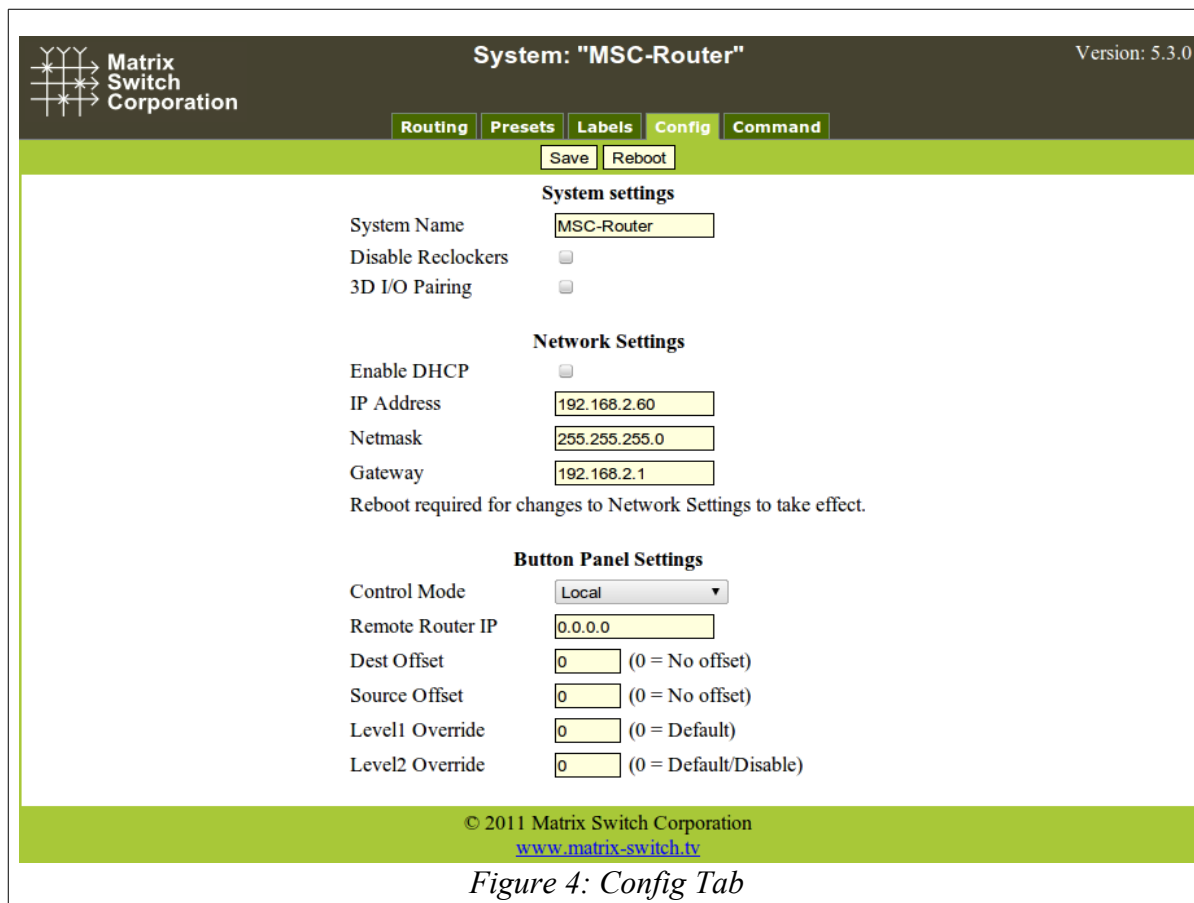 Matrix
Switch
Corporation
System: "MSC-Router"
Version: 5.3.0
Routing Presets Labels Config Command
Save Reboot
System settings
System Name MSC-Router
Disable Reclockers
3D I/O Pairing
Network Settings
Enable DHCP
IP Address 192.168.2.60
Netmask 255.255.255.0
Gateway 192.168.2.1
Reboot required for changes to Network Settings to take effect.
Button Panel Settings
Control Mode Local
Remote Router IP 0.0.0.0
Dest Offset 0 (0 = No offset)
Source Offset 0 (0 = No offset)
Level1 Override 0 (0 = Default)
Level2 Override 0 (0 = Default/Disable)
© 2011 Matrix Switch Corporation
www.matrix-switch.tv
Figure 4: Config Tab